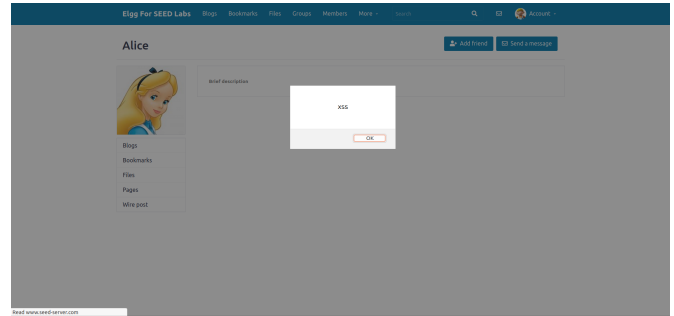 Elgg For SEED Labs Blogs Bookmarks Files Groups Members More Search Account
Alice
Add friend Send a message
Brief description
xss
OK
Blogs
Bookmarks
Files
Pages
Wire post
Read www.seed-server.com